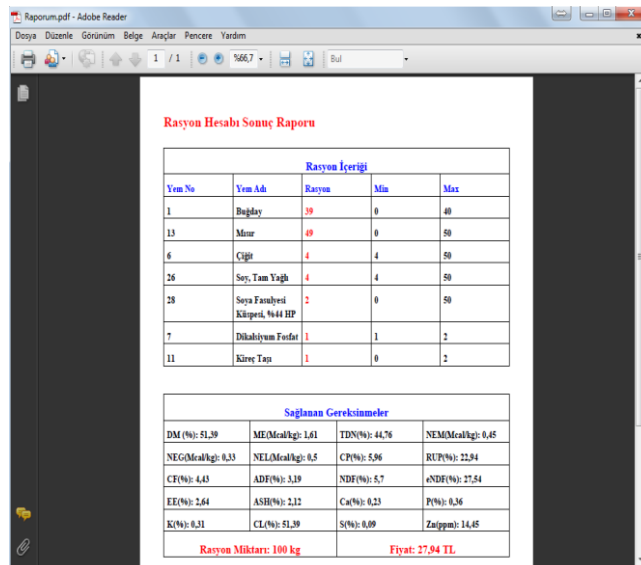 Raporum.pdf - Adobe Reader
Dosya Düzenle Görünüm Belge Araçlar Pencere Yardım
1 / 1 %66,7 Bul
Rasyon Hesabı Sonuç Raporu
Rasyon İçeriği
Yem No Yem Adı Rasyon Min Max
1 Buğday 39 0 40
13 Mısır 49 0 50
6 Çiğit 4 4 50
26 Soy, Tam Yağlı 4 4 50
28 Soya Fasulyesi 2 0 50
Küspesi, %44 HP
7 Dikalsiyum Fosfat 1 1 2
11 Kireç Taşı 1 0 2
Sağlanan Gereksinmeler
DM (%): 51,39 ME(Mcal/kg): 1,61 TDN(%): 44,76 NEM(Mcal/kg): 0,45
NEG(Mcal/kg): 0,33 NEL(Mcal/kg): 0,5 CP(%): 5,96 RUP(%): 22,94
CF(%): 4,43 ADF(%): 3,19 NDF(%): 5,7 eNDF(%): 27,54
EE(%): 2,64 ASH(%): 2,12 Ca(%): 0,23 P(%): 0,36
K(%): 0,31 CL(%): 51,39 S(%): 0,09 Zn(ppm): 14,45
Rasyon Miktarı: 100 kg Fiyat: 27,94 TL